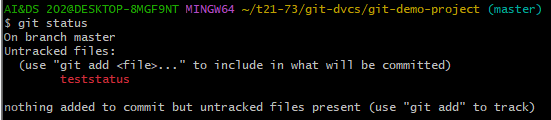 AI&DS 202@DESKTOP-8MGF9NT MINGW64 ~/t21-73/git-dvcs/git-demo-project (master)
$ git status
On branch master
Untracked files:
  (use "git add <file>..." to include in what will be committed)
        teststatus

nothing added to commit but untracked files present (use "git add" to track)